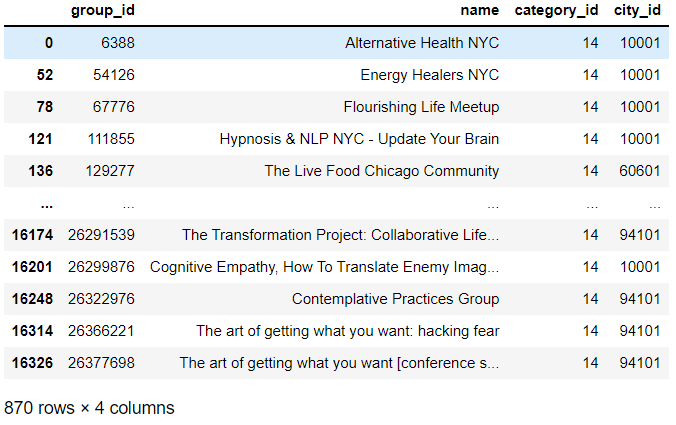 group_id name category_id city_id
0 6388 Alternative Health NYC 14 10001
52 54126 Energy Healers NYC 14 10001
78 67776 Flourishing Life Meetup 14 10001
121 111855 Hypnosis & NLP NYC - Update Your Brain 14 10001
136 129277 The Live Food Chicago Community 14 60601
... ... ... ... ...
16174 26291539 The Transformation Project: Collaborative Life... 14 94101
16201 26299876 Cognitive Empathy, How To Translate Enemy Imag... 14 10001
16248 26322976 Contemplative Practices Group 14 94101
16314 26366221 The art of getting what you want: hacking fear 14 94101
16326 26377698 The art of getting what you want [conference s... 14 94101
870 rows × 4 columns